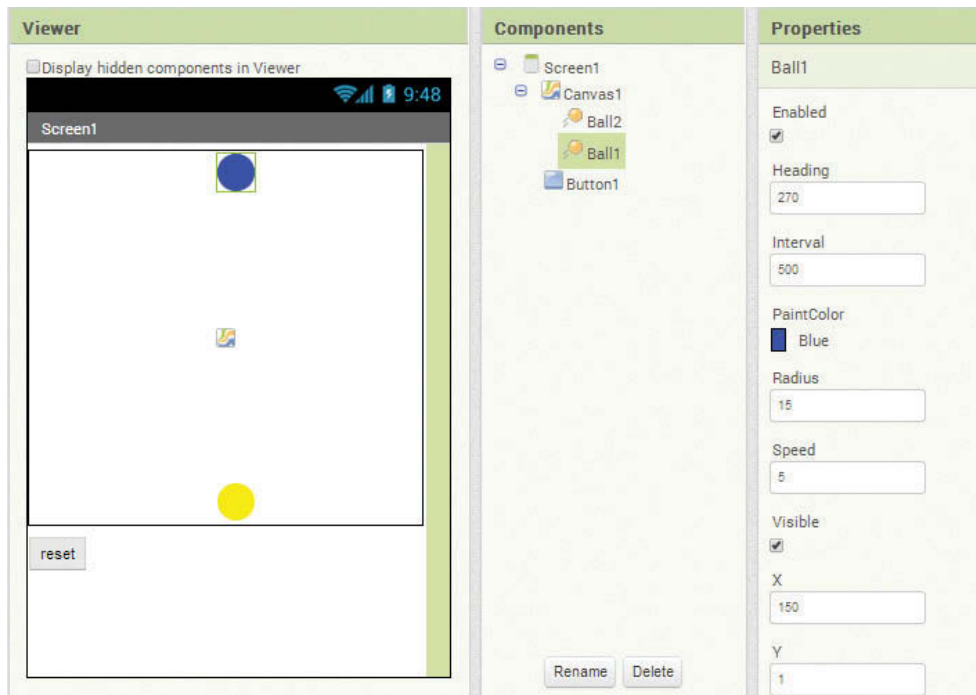 Viewer
Display hidden components in Viewer
9:48
Screen1
reset
Components
Screen1
Canvas1
Ball2
Ball1
Button1
Rename
Delete
Properties
Ball1
Enabled
Heading
270
Interval
500
PaintColor
Blue
Radius
15
Speed
5
Visible
X
150
Y
1